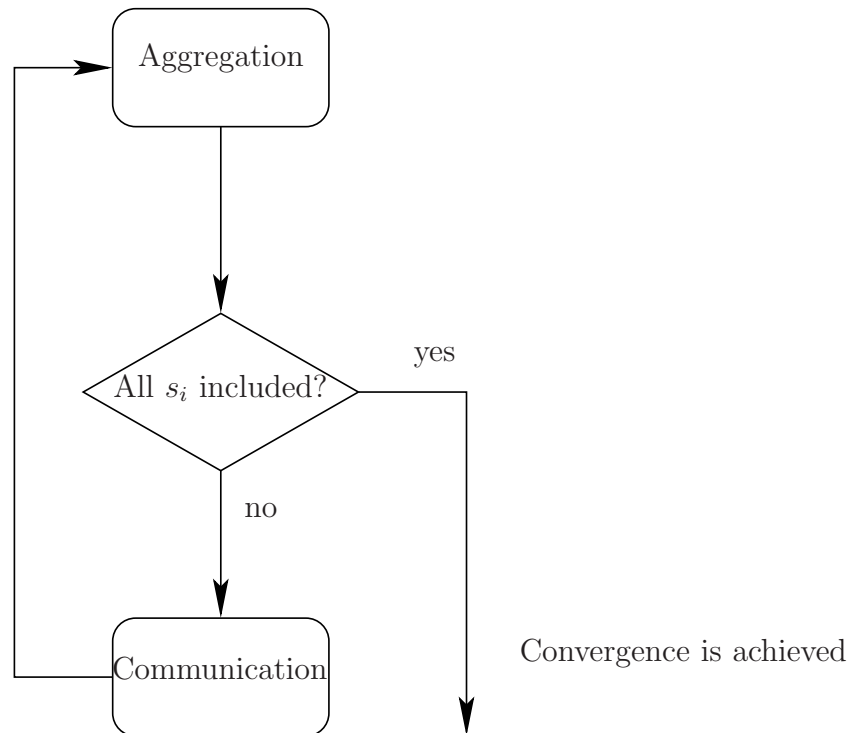 Aggregation
yes
All $s_i$ included?
no
Convergence is achieved
Communication